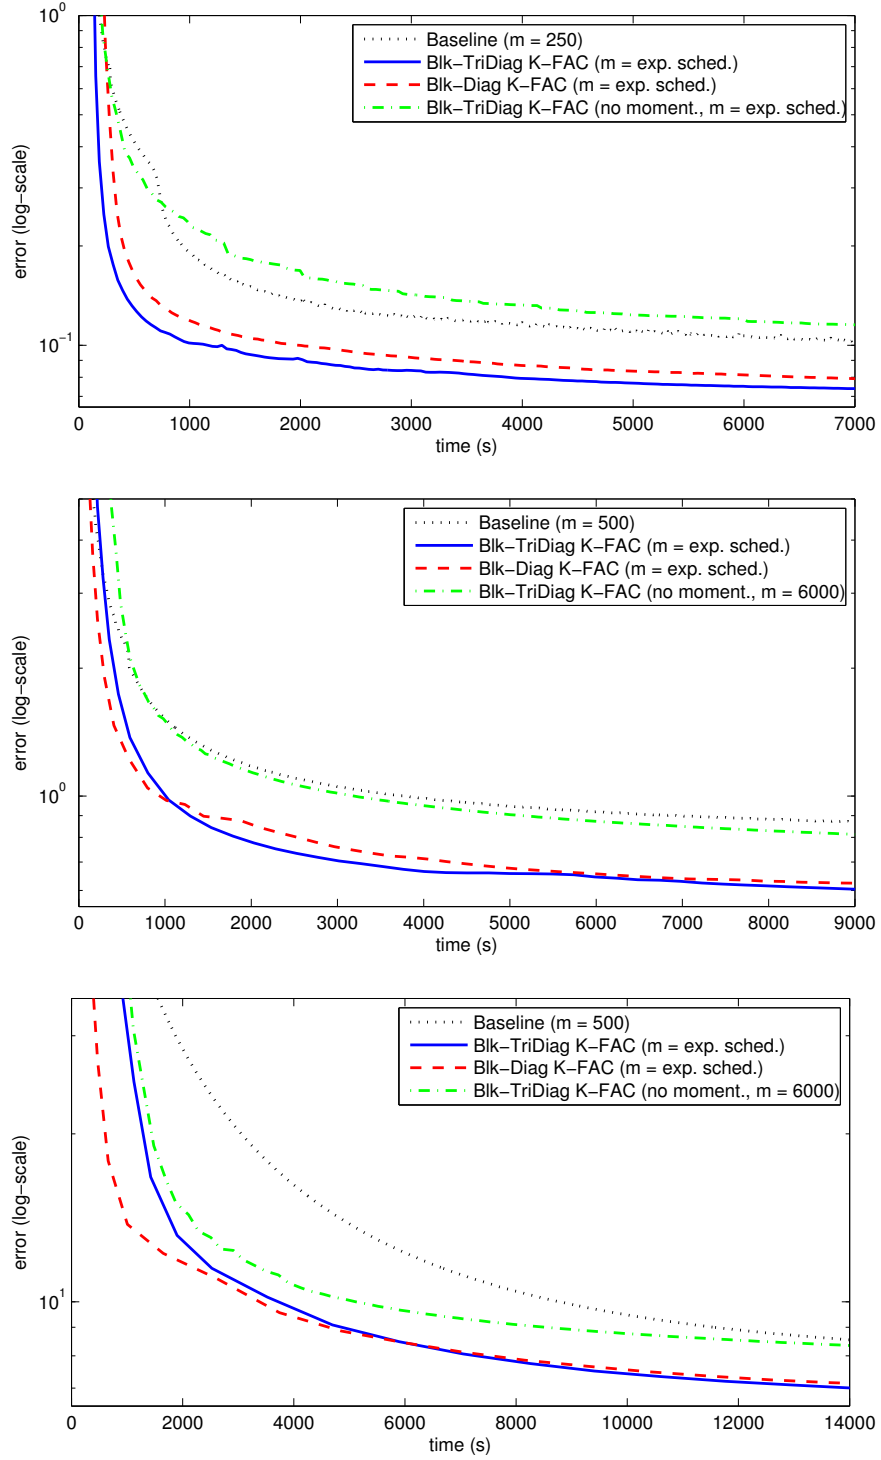 10^0
Baseline (m = 250)
Blk−TriDiag K−FAC (m = exp. sched.)
Blk−Diag K−FAC (m = exp. sched.)
Blk−TriDiag K−FAC (no moment., m = exp. sched.)
error (log−scale)
10^−1
0 1000 2000 3000 4000 5000 6000 7000
time (s)
Baseline (m = 500)
Blk−TriDiag K−FAC (m = exp. sched.)
Blk−Diag K−FAC (m = exp. sched.)
Blk−TriDiag K−FAC (no moment., m = 6000)
error (log−scale)
10^0
0 1000 2000 3000 4000 5000 6000 7000 8000 9000
time (s)
Baseline (m = 500)
Blk−TriDiag K−FAC (m = exp. sched.)
Blk−Diag K−FAC (m = exp. sched.)
Blk−TriDiag K−FAC (no moment., m = 6000)
error (log−scale)
10^1
0 2000 4000 6000 8000 10000 12000 14000
time (s)